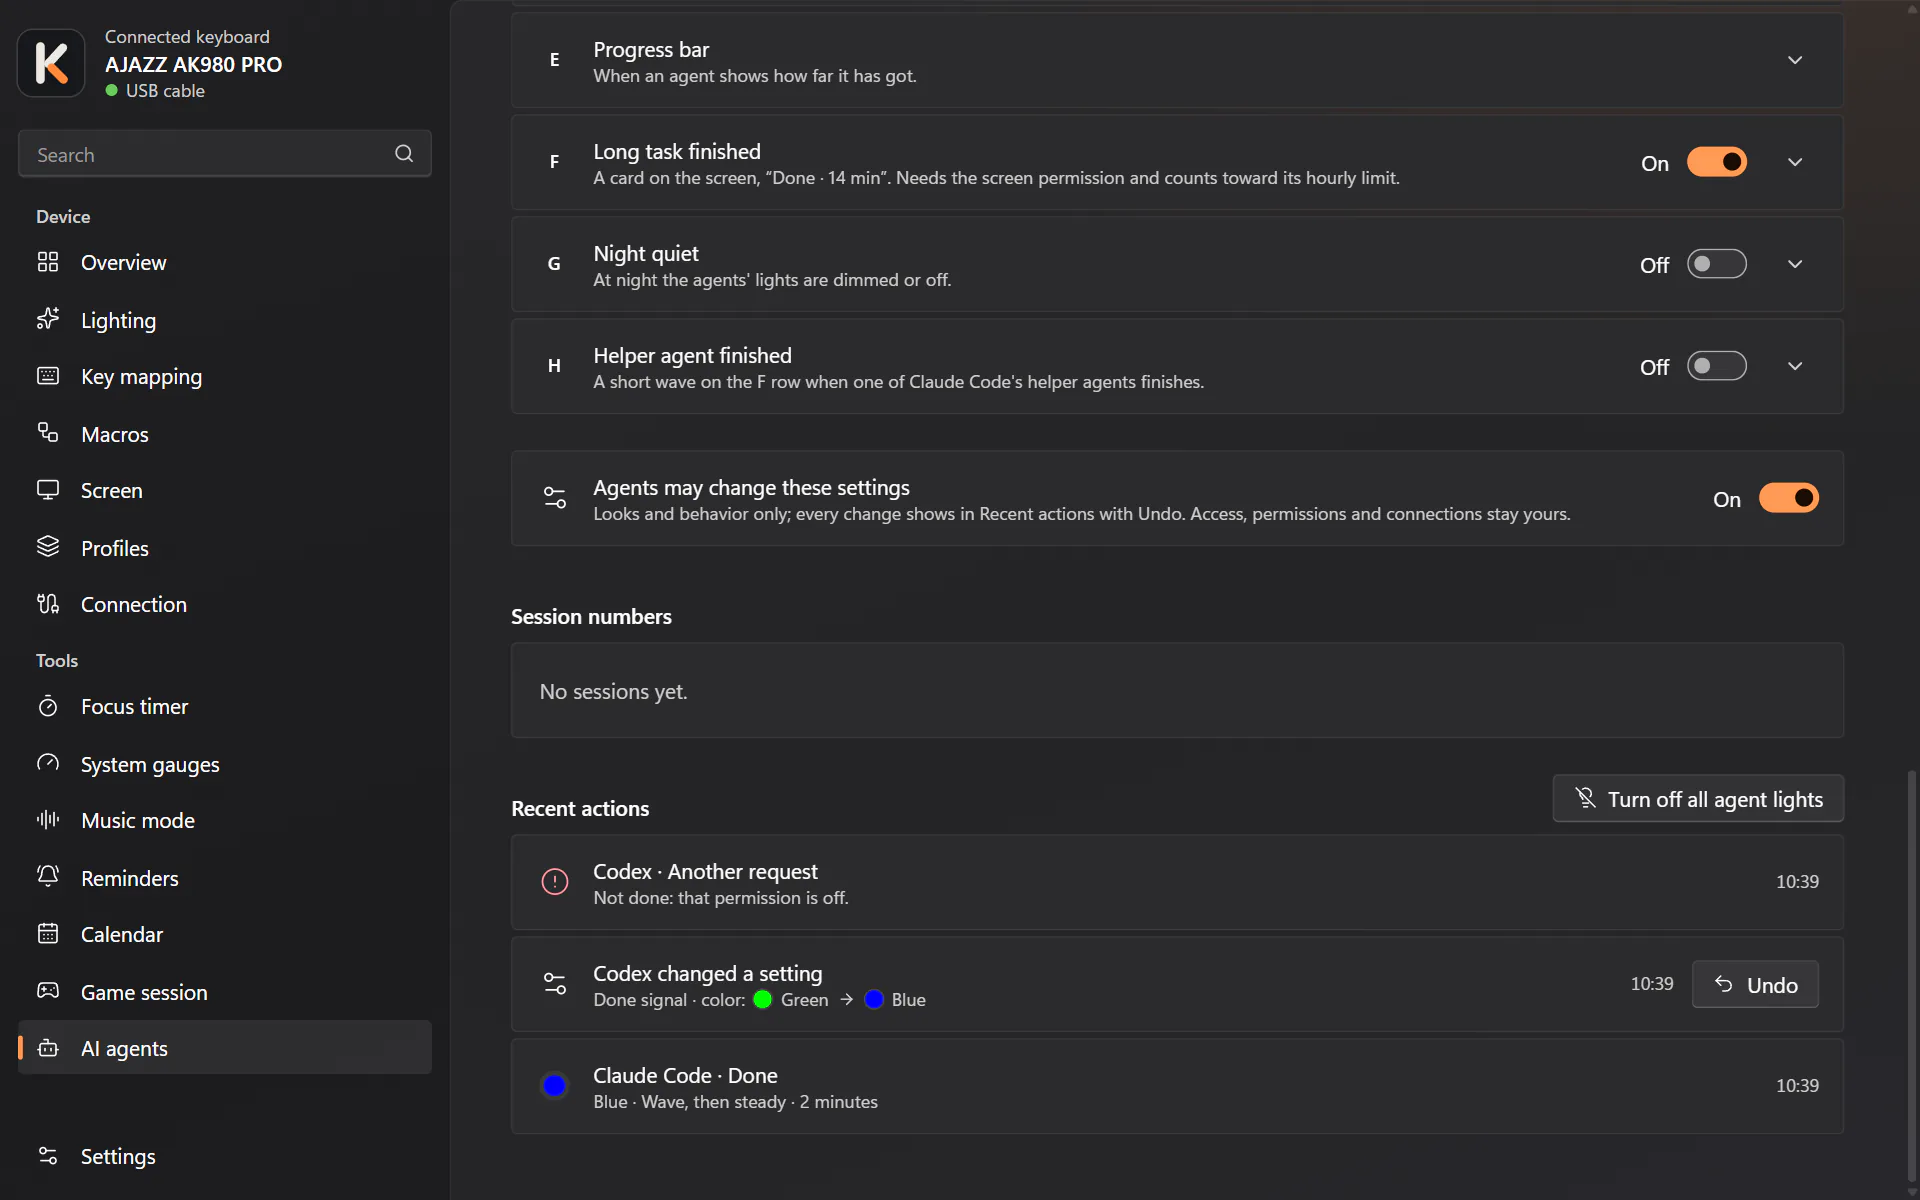 Connected keyboard
AJAZZ AK980 PRO
USB cable
Search
Device
Overview
Lighting
Key mapping
Macros
Screen
Profiles
Connection
Tools
Focus timer
System gauges
Music mode
Reminders
Calendar
Game session
AI agents
Settings
E
Progress bar
When an agent shows how far it has got.
F
Long task finished
A card on the screen, “Done · 14 min”. Needs the screen permission and counts toward its hourly limit.
On
G
Night quiet
At night the agents' lights are dimmed or off.
Off
H
Helper agent finished
A short wave on the F row when one of Claude Code's helper agents finishes.
Off
Agents may change these settings
Looks and behavior only; every change shows in Recent actions with Undo. Access, permissions and connections stay yours.
On
Session numbers
No sessions yet.
Recent actions
Turn off all agent lights
Codex · Another request
Not done: that permission is off.
10:39
Codex changed a setting
Done signal · color: Green → Blue
10:39
Undo
Claude Code · Done
Blue · Wave, then steady · 2 minutes
10:39